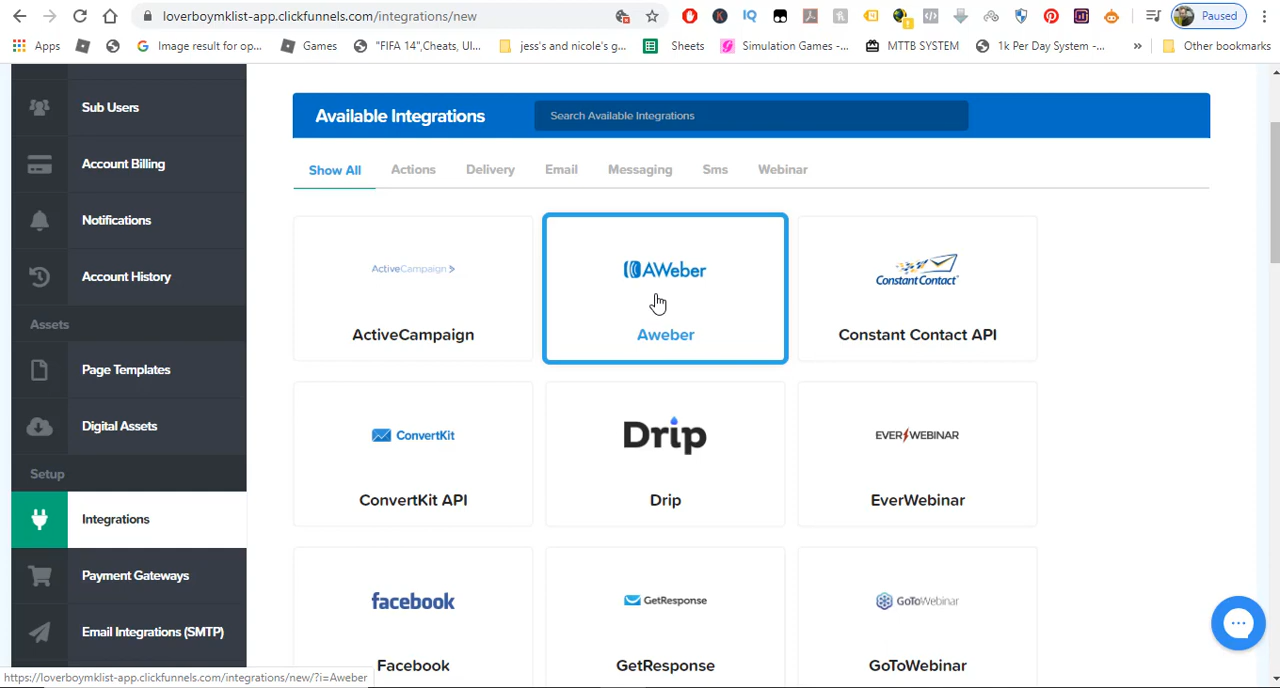 loverboymklist-app.clickfunnels.com/integrations/new
Paused
Apps
Image result for op...
Games
"FIFA 14",Cheats, Ul...
jess's and nicole's g...
Sheets
Simulation Games -...
MTTB SYSTEM
1k Per Day System -...
»
Other bookmarks
Sub Users
Account Billing
Notifications
Account History
Assets
Page Templates
Digital Assets
Setup
Integrations
Payment Gateways
Email Integrations (SMTP)
Available Integrations
Search Available Integrations
Show All
Actions
Delivery
Email
Messaging
Sms
Webinar
ActiveCampaign >
ActiveCampaign
AWeber
Aweber
Constant Contact
Constant Contact API
ConvertKit
ConvertKit API
Drip
Drip
EVERWEBINAR
EverWebinar
facebook
Facebook
GetResponse
GetResponse
GoToWebinar
GoToWebinar
https://loverboymklist-app.clickfunnels.com/integrations/new/?i=Aweber